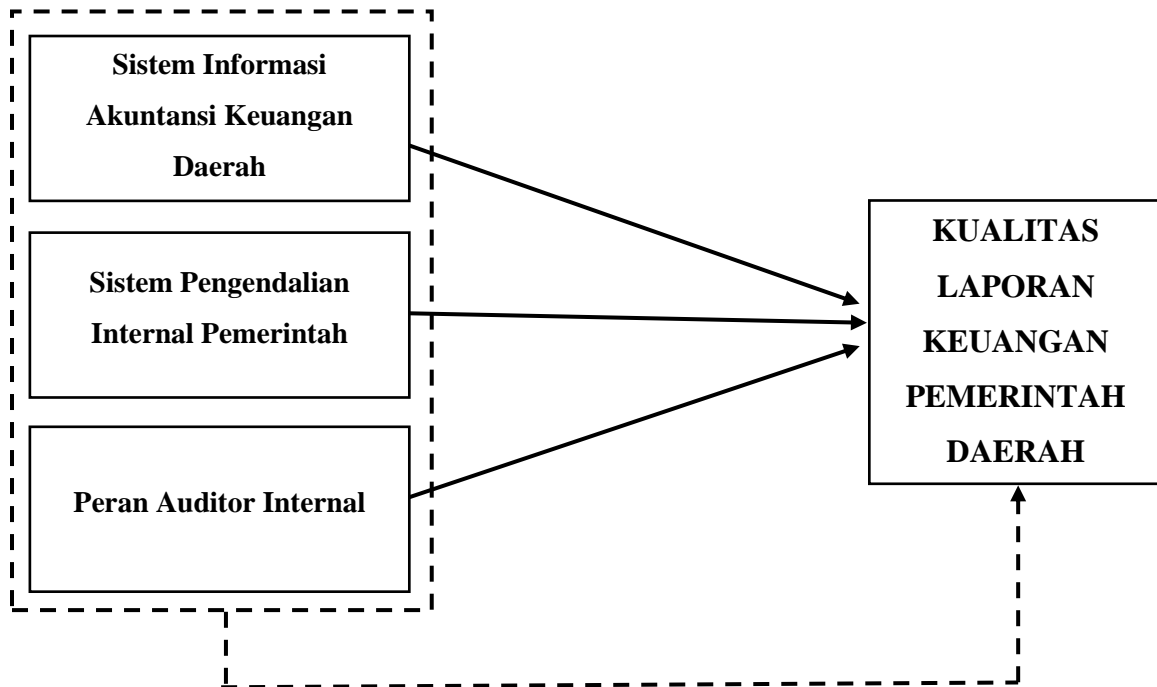 Sistem Informasi
Akuntansi Keuangan
Daerah
Sistem Pengendalian
Internal Pemerintah
Peran Auditor Internal
KUALITAS
LAPORAN
KEUANGAN
PEMERINTAH
DAERAH